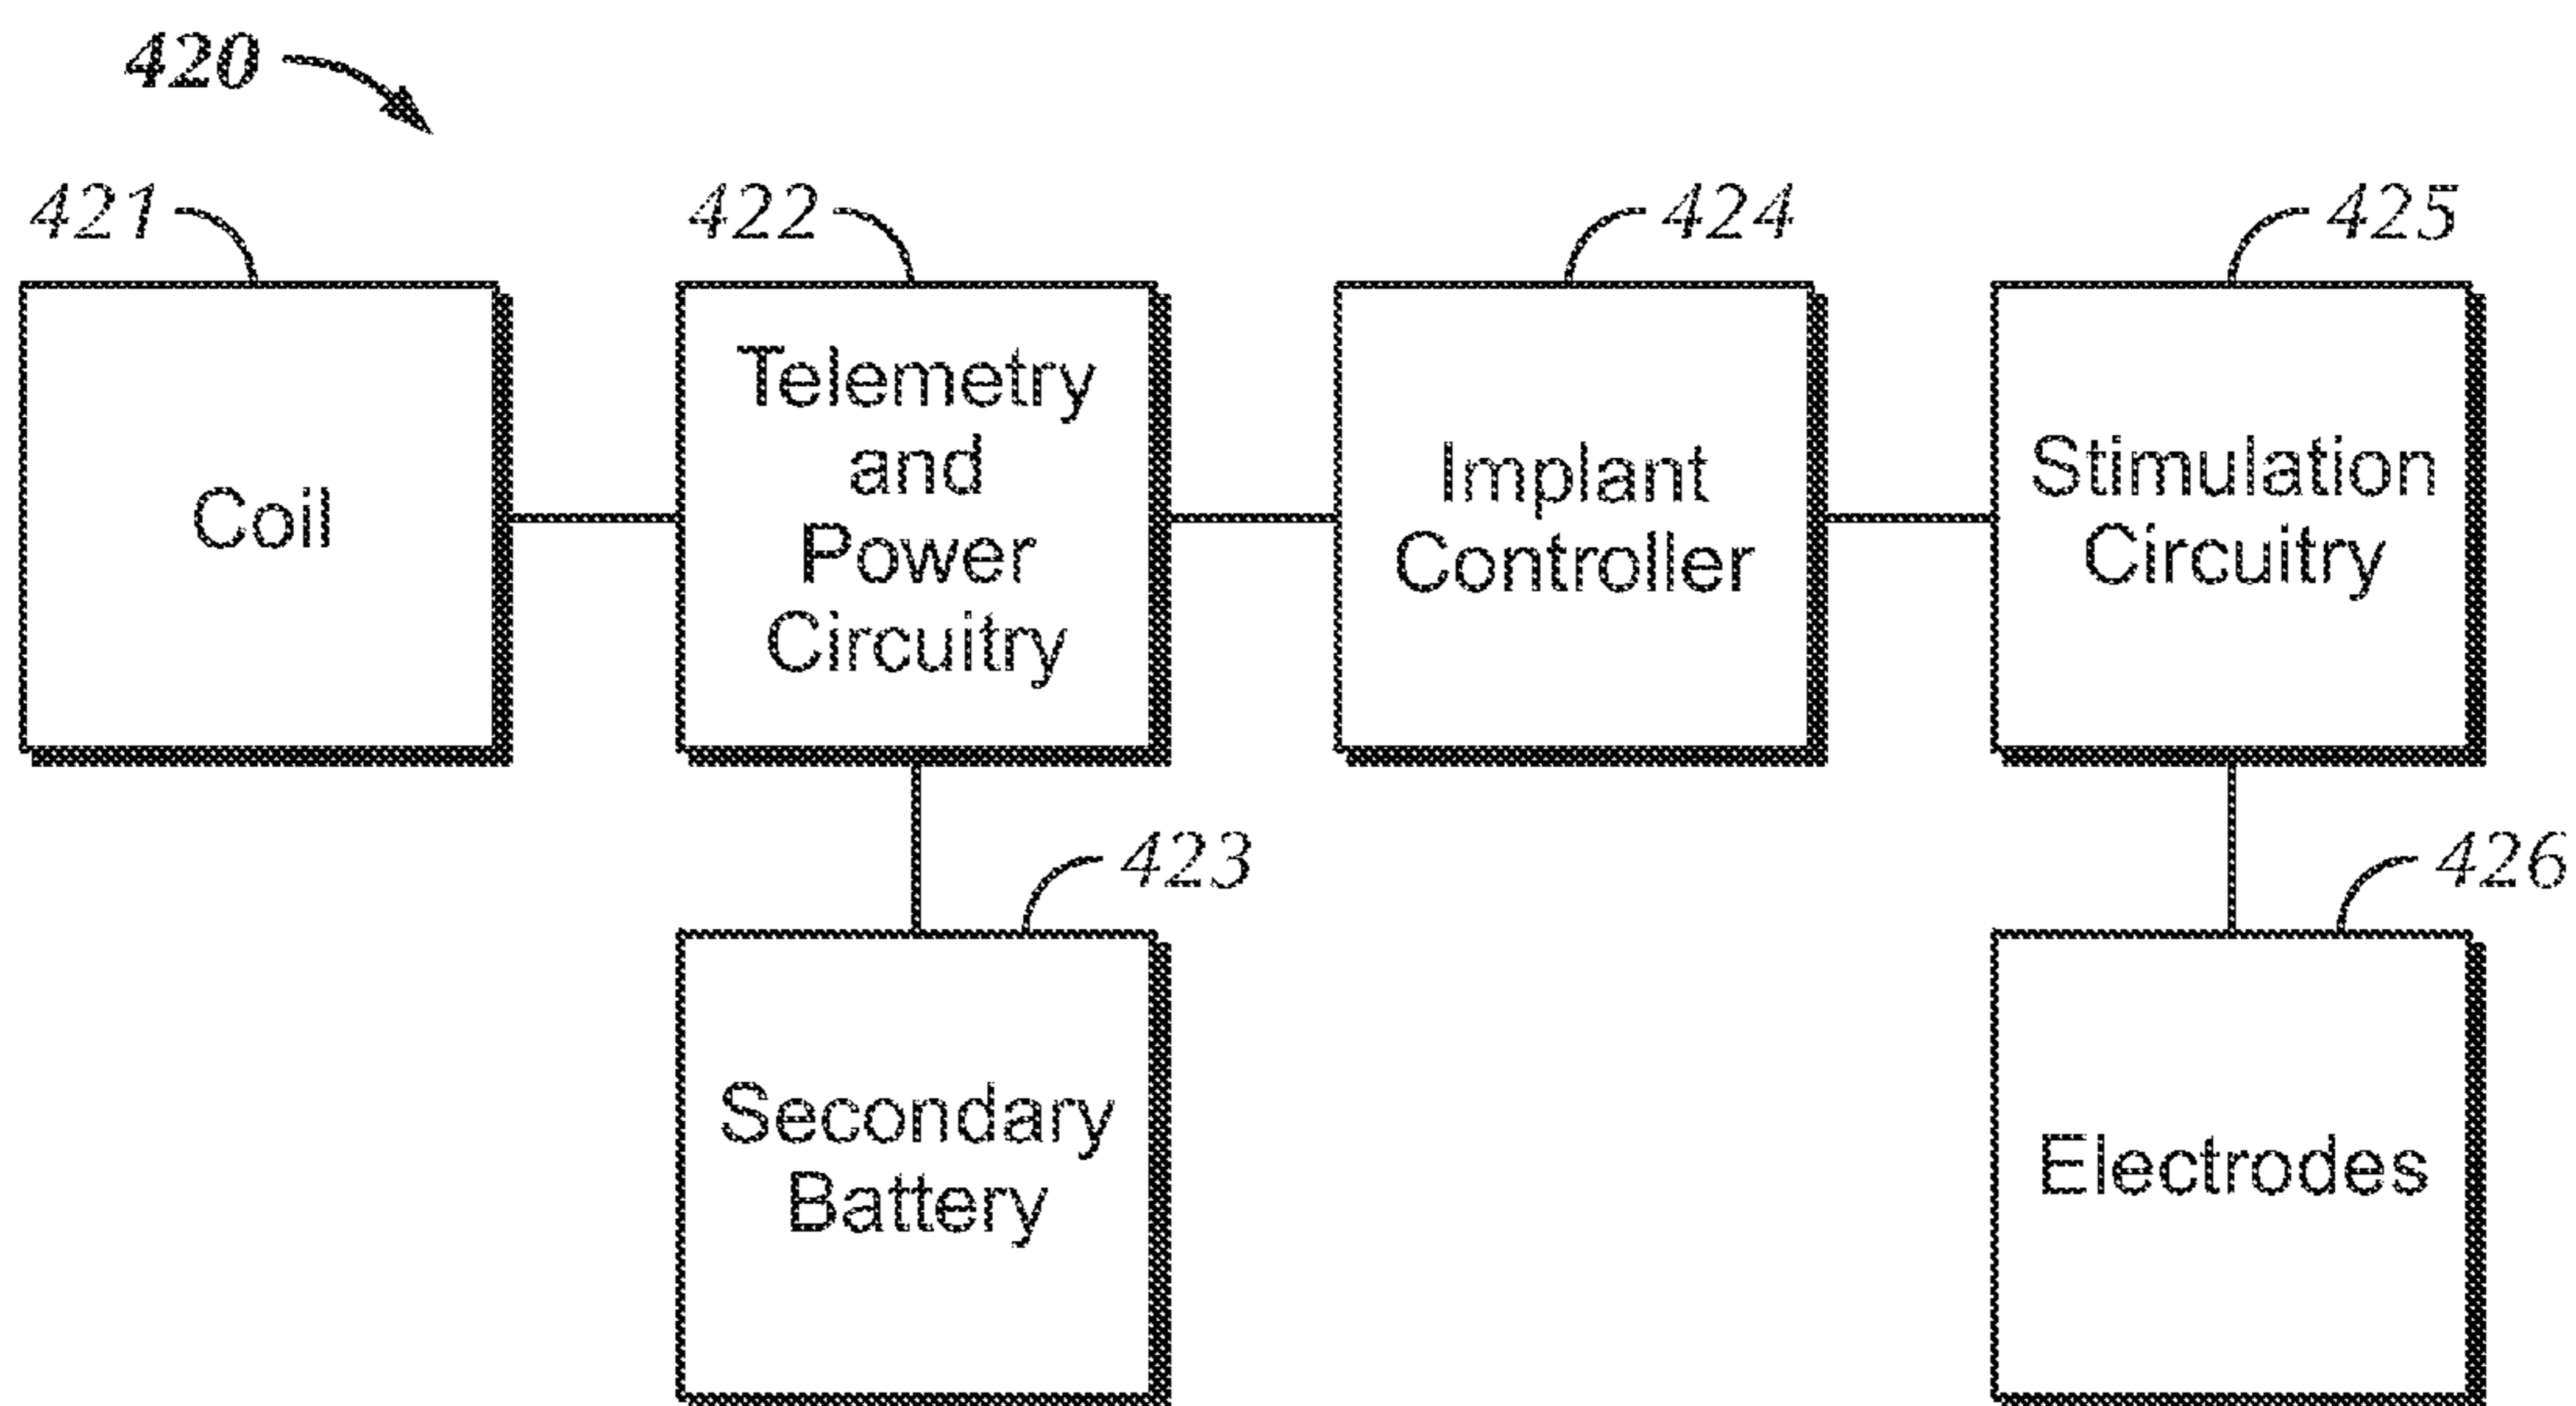 420
421
422
424
425
Coil
Telemetry
and
Power
Circuitry
Implant
Controller
Stimulation
Circuitry
423
426
Secondary
Battery
Electrodes